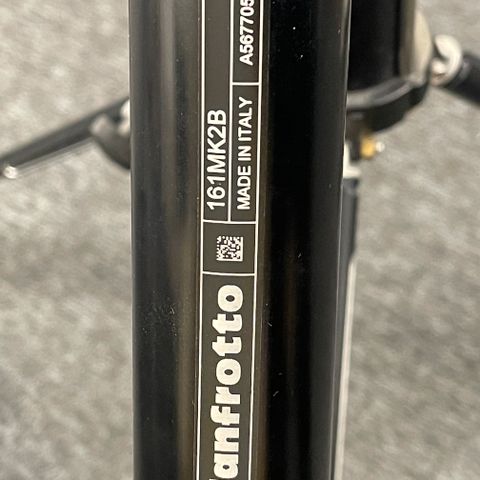 anfrotto
161MK2B
MADE IN ITALY
A567705